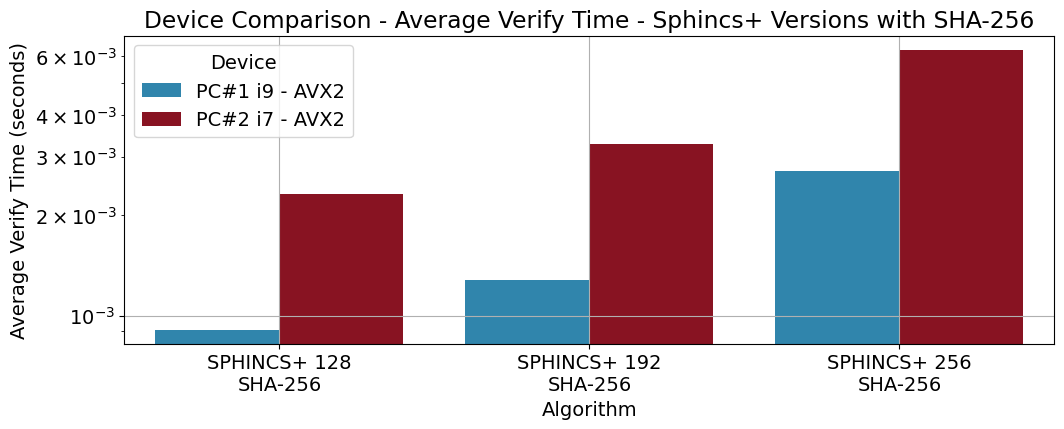 Device Comparison - Average Verify Time - Sphincs+ Versions with SHA-256
Average Verify Time (seconds)
6 × 10⁻³
4 × 10⁻³
3 × 10⁻³
2 × 10⁻³
10⁻³
Device
PC#1 i9 - AVX2
PC#2 i7 - AVX2
SPHINCS+ 128
SHA-256
SPHINCS+ 192
SHA-256
SPHINCS+ 256
SHA-256
Algorithm